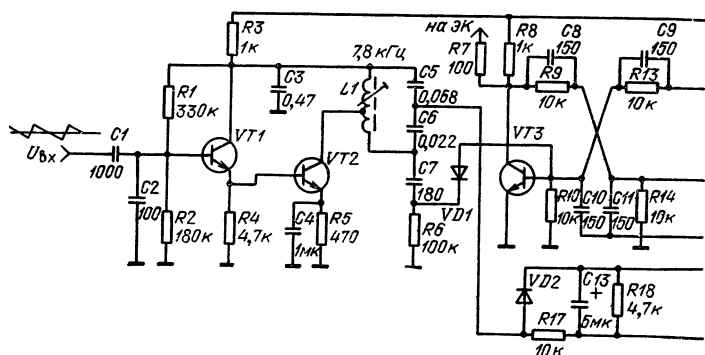 R3
1к
на ЭК
R7
100
R8
1к
C8
150
R9
10к
C9
150
R13
10к
7,8 кГц
L1
C3
0,47
C5
0,068
C6
0,022
C7
180
R1
330к
VT1
VT2
VT3
Uвх
C1
1000
C2
100
R2
180к
R4
4,7к
C4
1мк
R5
470
R6
100к
VD1
R10
10к
C10
150
C11
150
R14
10к
VD2
C13
+
5мк
R18
4,7к
R17
10к